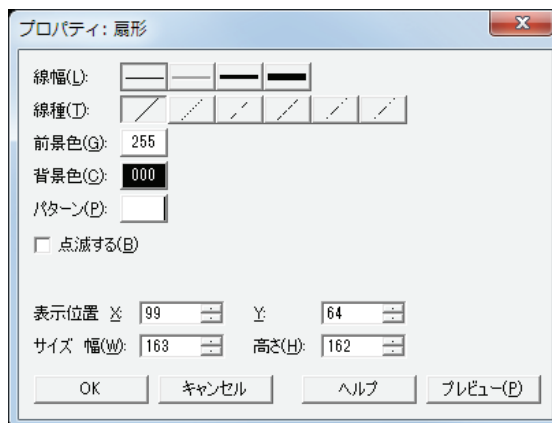 プロパティ: 扇形
線幅(L):
線種(T):
前景色(G): 255
背景色(C): 000
パターン(P):
点滅する(B)
表示位置 X: 99 Y: 64
サイズ 幅(W): 163 高さ(H): 162
OK キャンセル ヘルプ プレビュー(P)